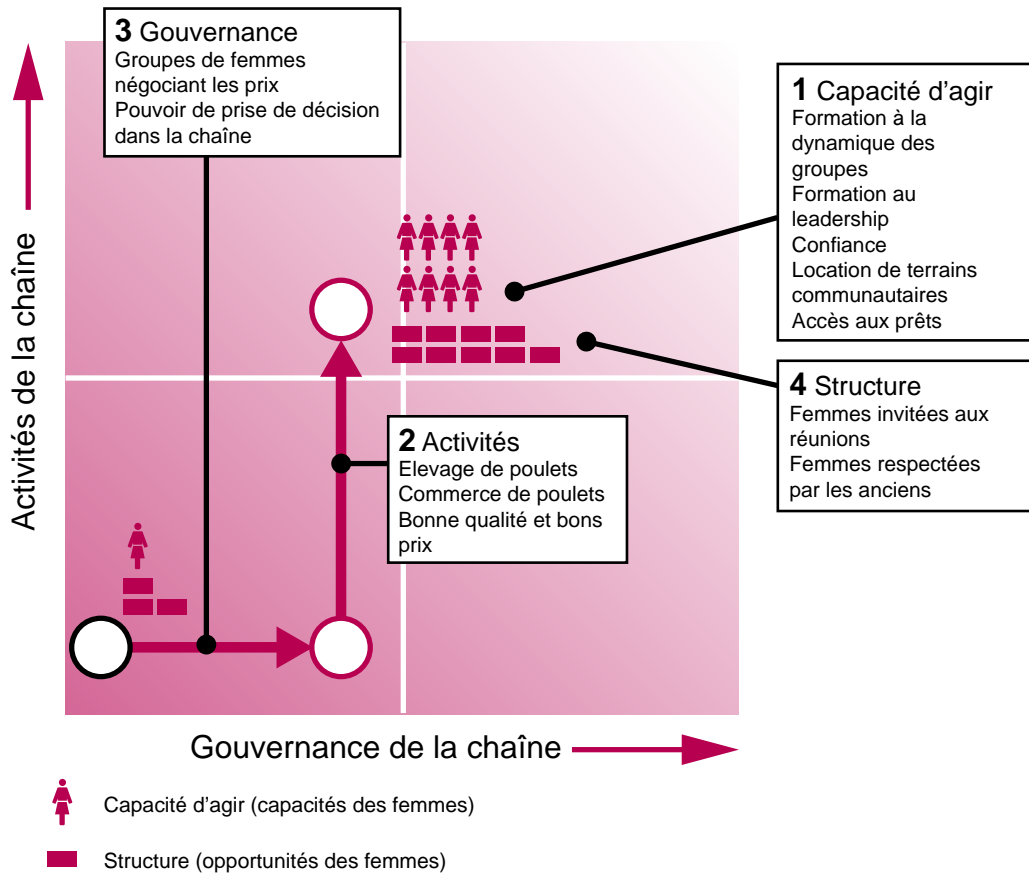 3 Gouvernance
Groupes de femmes
négociant les prix
Pouvoir de prise de décision
dans la chaîne
1 Capacité d'agir
Formation à la
dynamique des
groupes
Formation au
leadership
Confiance
Location de terrains
communautaires
Accès aux prêts
4 Structure
Femmes invitées aux
réunions
Femmes respectées
par les anciens
2 Activités
Elevage de poulets
Commerce de poulets
Bonne qualité et bons
prix
Activités de la chaîne
Gouvernance de la chaîne
Capacité d'agir (capacités des femmes)
Structure (opportunités des femmes)